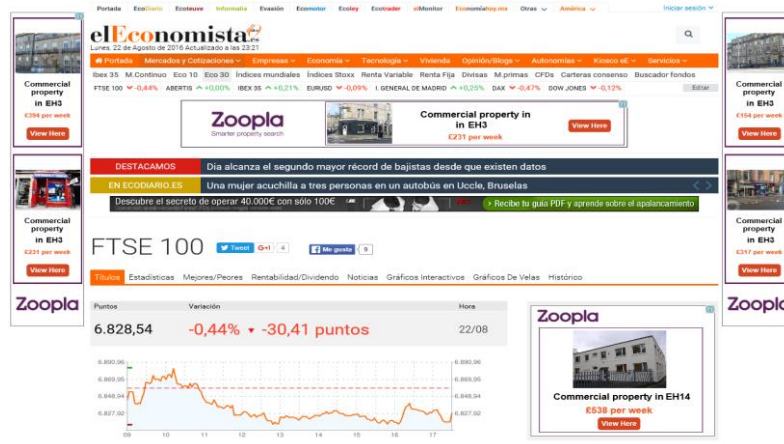 Portada EcoDiario Ecoteuve Informalia Evasión Ecomotor Ecoley Ecotrader elMonitor Economíahoy.mx Otras América Iniciar sesión
elEconomista.es
Lunes, 22 de Agosto de 2016 Actualizado a las 23:21
Portada Mercados y Cotizaciones Empresas Economía Tecnología Vivienda Opinión/Blogs Autonomías Kiosco eE Servicios
Ibex 35 M.Continuo Eco 10 Eco 30 Índices mundiales Índices Stoxx Renta Variable Renta Fija Divisas M.primas CFDs Carteras consenso Buscador fondos
FTSE 100 -0,44% ABERTIS +0,00% IBEX 35 +0,21% EURUSD -0,09% I. GENERAL DE MADRID +0,25% DAX -0,47% DOW JONES -0,12% Editar
Commercial
property
in EH3
£394 per week
View Here
Commercial
property
in EH3
£231 per week
View Here
Zoopla
Zoopla
Smarter property search
Commercial property in
in EH3
£231 per week
View Here
DESTACAMOS Dia alcanza el segundo mayor récord de bajistas desde que existen datos
EN ECODIARIO.ES Una mujer acuchilla a tres personas en un autobús en Uccle, Bruselas
Descubre el secreto de operar 40.000€ con sólo 100€ > Recibe tu guía PDF y aprende sobre el apalancamiento
FTSE 100 Tweet G+1 4 Me gusta 9
Títulos Estadísticas Mejores/Peores Rentabilidad/Dividendo Noticias Gráficos Interactivos Gráficos De Velas Histórico
Puntos Variación Hora
6.828,54 -0,44% -30,41 puntos 22/08
6.890,96 6.890,96
6.869,95 6.869,95
6.848,94 6.848,94
6.827,92 6.827,92
09 10 11 12 13 14 15 16 17
Zoopla
Commercial property in EH14
£538 per week
View Here
Commercial
property
in EH3
£154 per week
View Here
Commercial
property
in EH3
£317 per week
View Here
Zoopla